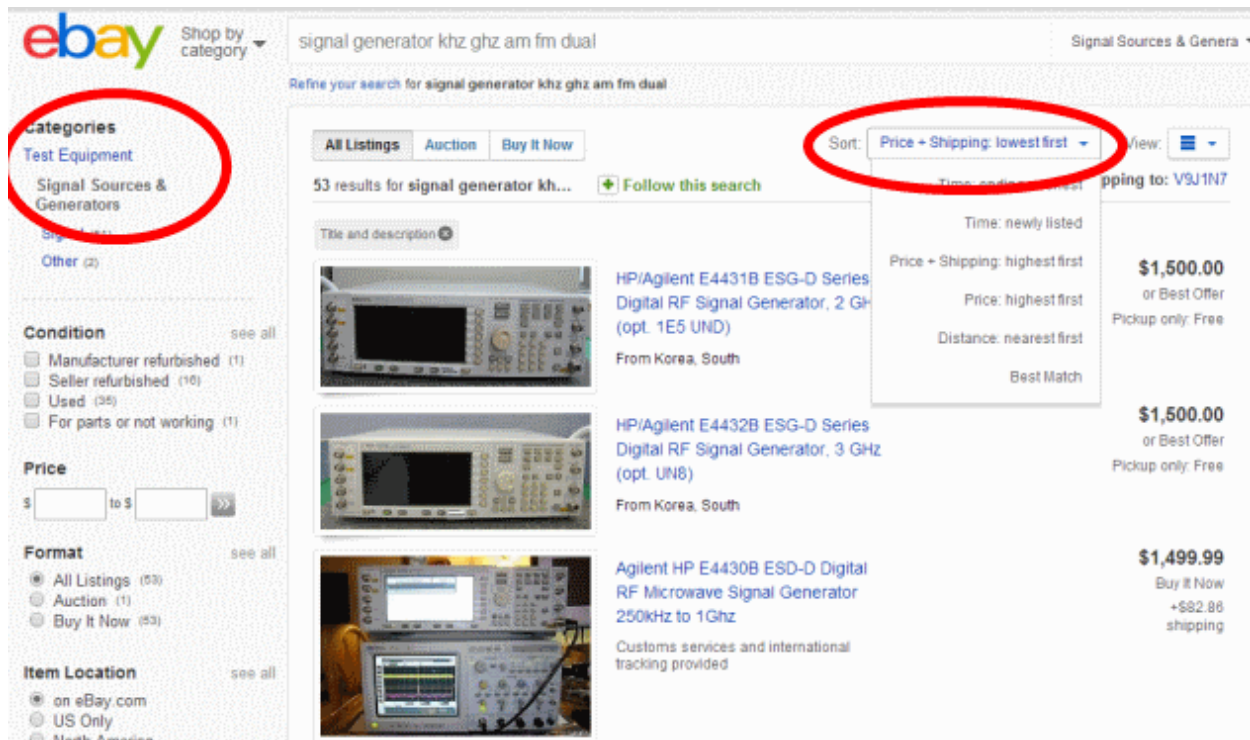 ebay
Shop by
category
signal generator khz ghz am fm dual
Signal Sources & Genera
Refine your search for signal generator khz ghz am fm dual
Categories
Test Equipment
Signal Sources &
Generators
Other (2)
Condition see all
Manufacturer refurbished (1)
Seller refurbished (16)
Used (35)
For parts or not working (1)
Price
$ to $
Format see all
All Listings (53)
Auction (1)
Buy It Now (53)
Item Location see all
on eBay.com
US Only
North America
All Listings Auction Buy It Now
Sort: Price + Shipping: lowest first
View:
53 results for signal generator kh...
Follow this search
pping to: V9J1N7
Time: newly listed
Price + Shipping: highest first
Price: highest first
Distance: nearest first
Best Match
Title and description
HP/Agilent E4431B ESG-D Series
Digital RF Signal Generator, 2 GH
(opt. 1E5 UND)
From Korea, South
$1,500.00
or Best Offer
Pickup only: Free
HP/Agilent E4432B ESG-D Series
Digital RF Signal Generator, 3 GHz
(opt. UN8)
From Korea, South
$1,500.00
or Best Offer
Pickup only: Free
Agilent HP E4430B ESD-D Digital
RF Microwave Signal Generator
250kHz to 1Ghz
Customs services and international
tracking provided
$1,499.99
Buy It Now
+$82.86
shipping